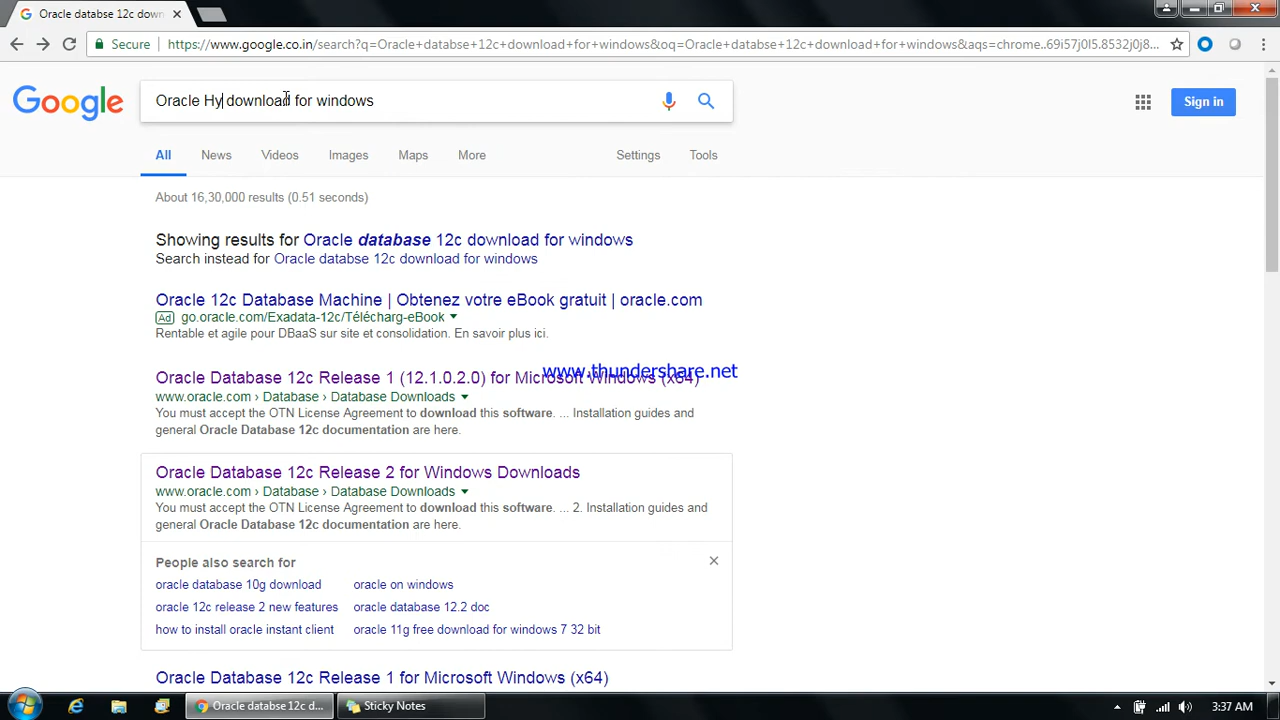 Oracle databse 12c down
Secure https://www.google.co.in/search?q=Oracle+databse+12c+download+for+windows&oq=Oracle+databse+12c+download+for+windows&aqs=chrome..69i57j0l5.8532j0j8...
Google
Oracle Hy download for windows
Sign in
All News Videos Images Maps More Settings Tools
About 16,30,000 results (0.51 seconds)
Showing results for Oracle database 12c download for windows
Search instead for Oracle databse 12c download for windows
Oracle 12c Database Machine | Obtenez votre eBook gratuit | oracle.com
Ad go.oracle.com/Exadata-12c/Télécharg-eBook
Rentable et agile pour DBaaS sur site et consolidation. En savoir plus ici.
www.thundershare.net
Oracle Database 12c Release 1 (12.1.0.2.0) for Microsoft Windows (x64)
www.oracle.com › Database › Database Downloads
You must accept the OTN License Agreement to download this software. ... Installation guides and
general Oracle Database 12c documentation are here.
Oracle Database 12c Release 2 for Windows Downloads
www.oracle.com › Database › Database Downloads
You must accept the OTN License Agreement to download this software. ... 2. Installation guides and
general Oracle Database 12c documentation are here.
People also search for
oracle database 10g download oracle on windows
oracle 12c release 2 new features oracle database 12.2 doc
how to install oracle instant client oracle 11g free download for windows 7 32 bit
Oracle Database 12c Release 1 for Microsoft Windows (x64)
Oracle databse 12c d... Sticky Notes 3:37 AM